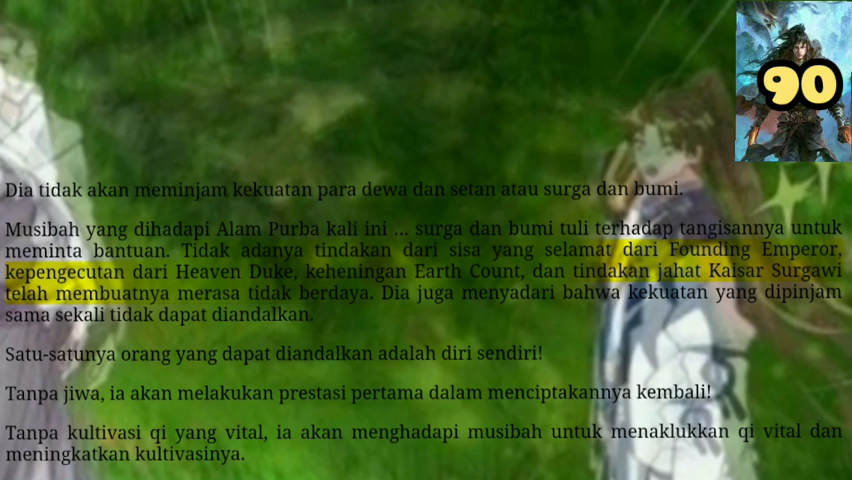 90
Dia tidak akan meminjam kekuatan para dewa dan setan atau surga dan bumi.
Musibah yang dihadapi Alam Purba kali ini ... surga dan bumi tuli terhadap tangisannya untuk
meminta bantuan. Tidak adanya tindakan dari sisa yang selamat dari Founding Emperor,
kepengecutan dari Heaven Duke, keheningan Earth Count, dan tindakan jahat Kaisar Surgawi
telah membuatnya merasa tidak berdaya. Dia juga menyadari bahwa kekuatan yang dipinjam
sama sekali tidak dapat diandalkan.
Satu-satunya orang yang dapat diandalkan adalah diri sendiri!
Tanpa jiwa, ia akan melakukan prestasi pertama dalam menciptakannya kembali!
Tanpa kultivasi qi yang vital, ia akan menghadapi musibah untuk menaklukkan qi vital dan
meningkatkan kultivasinya.